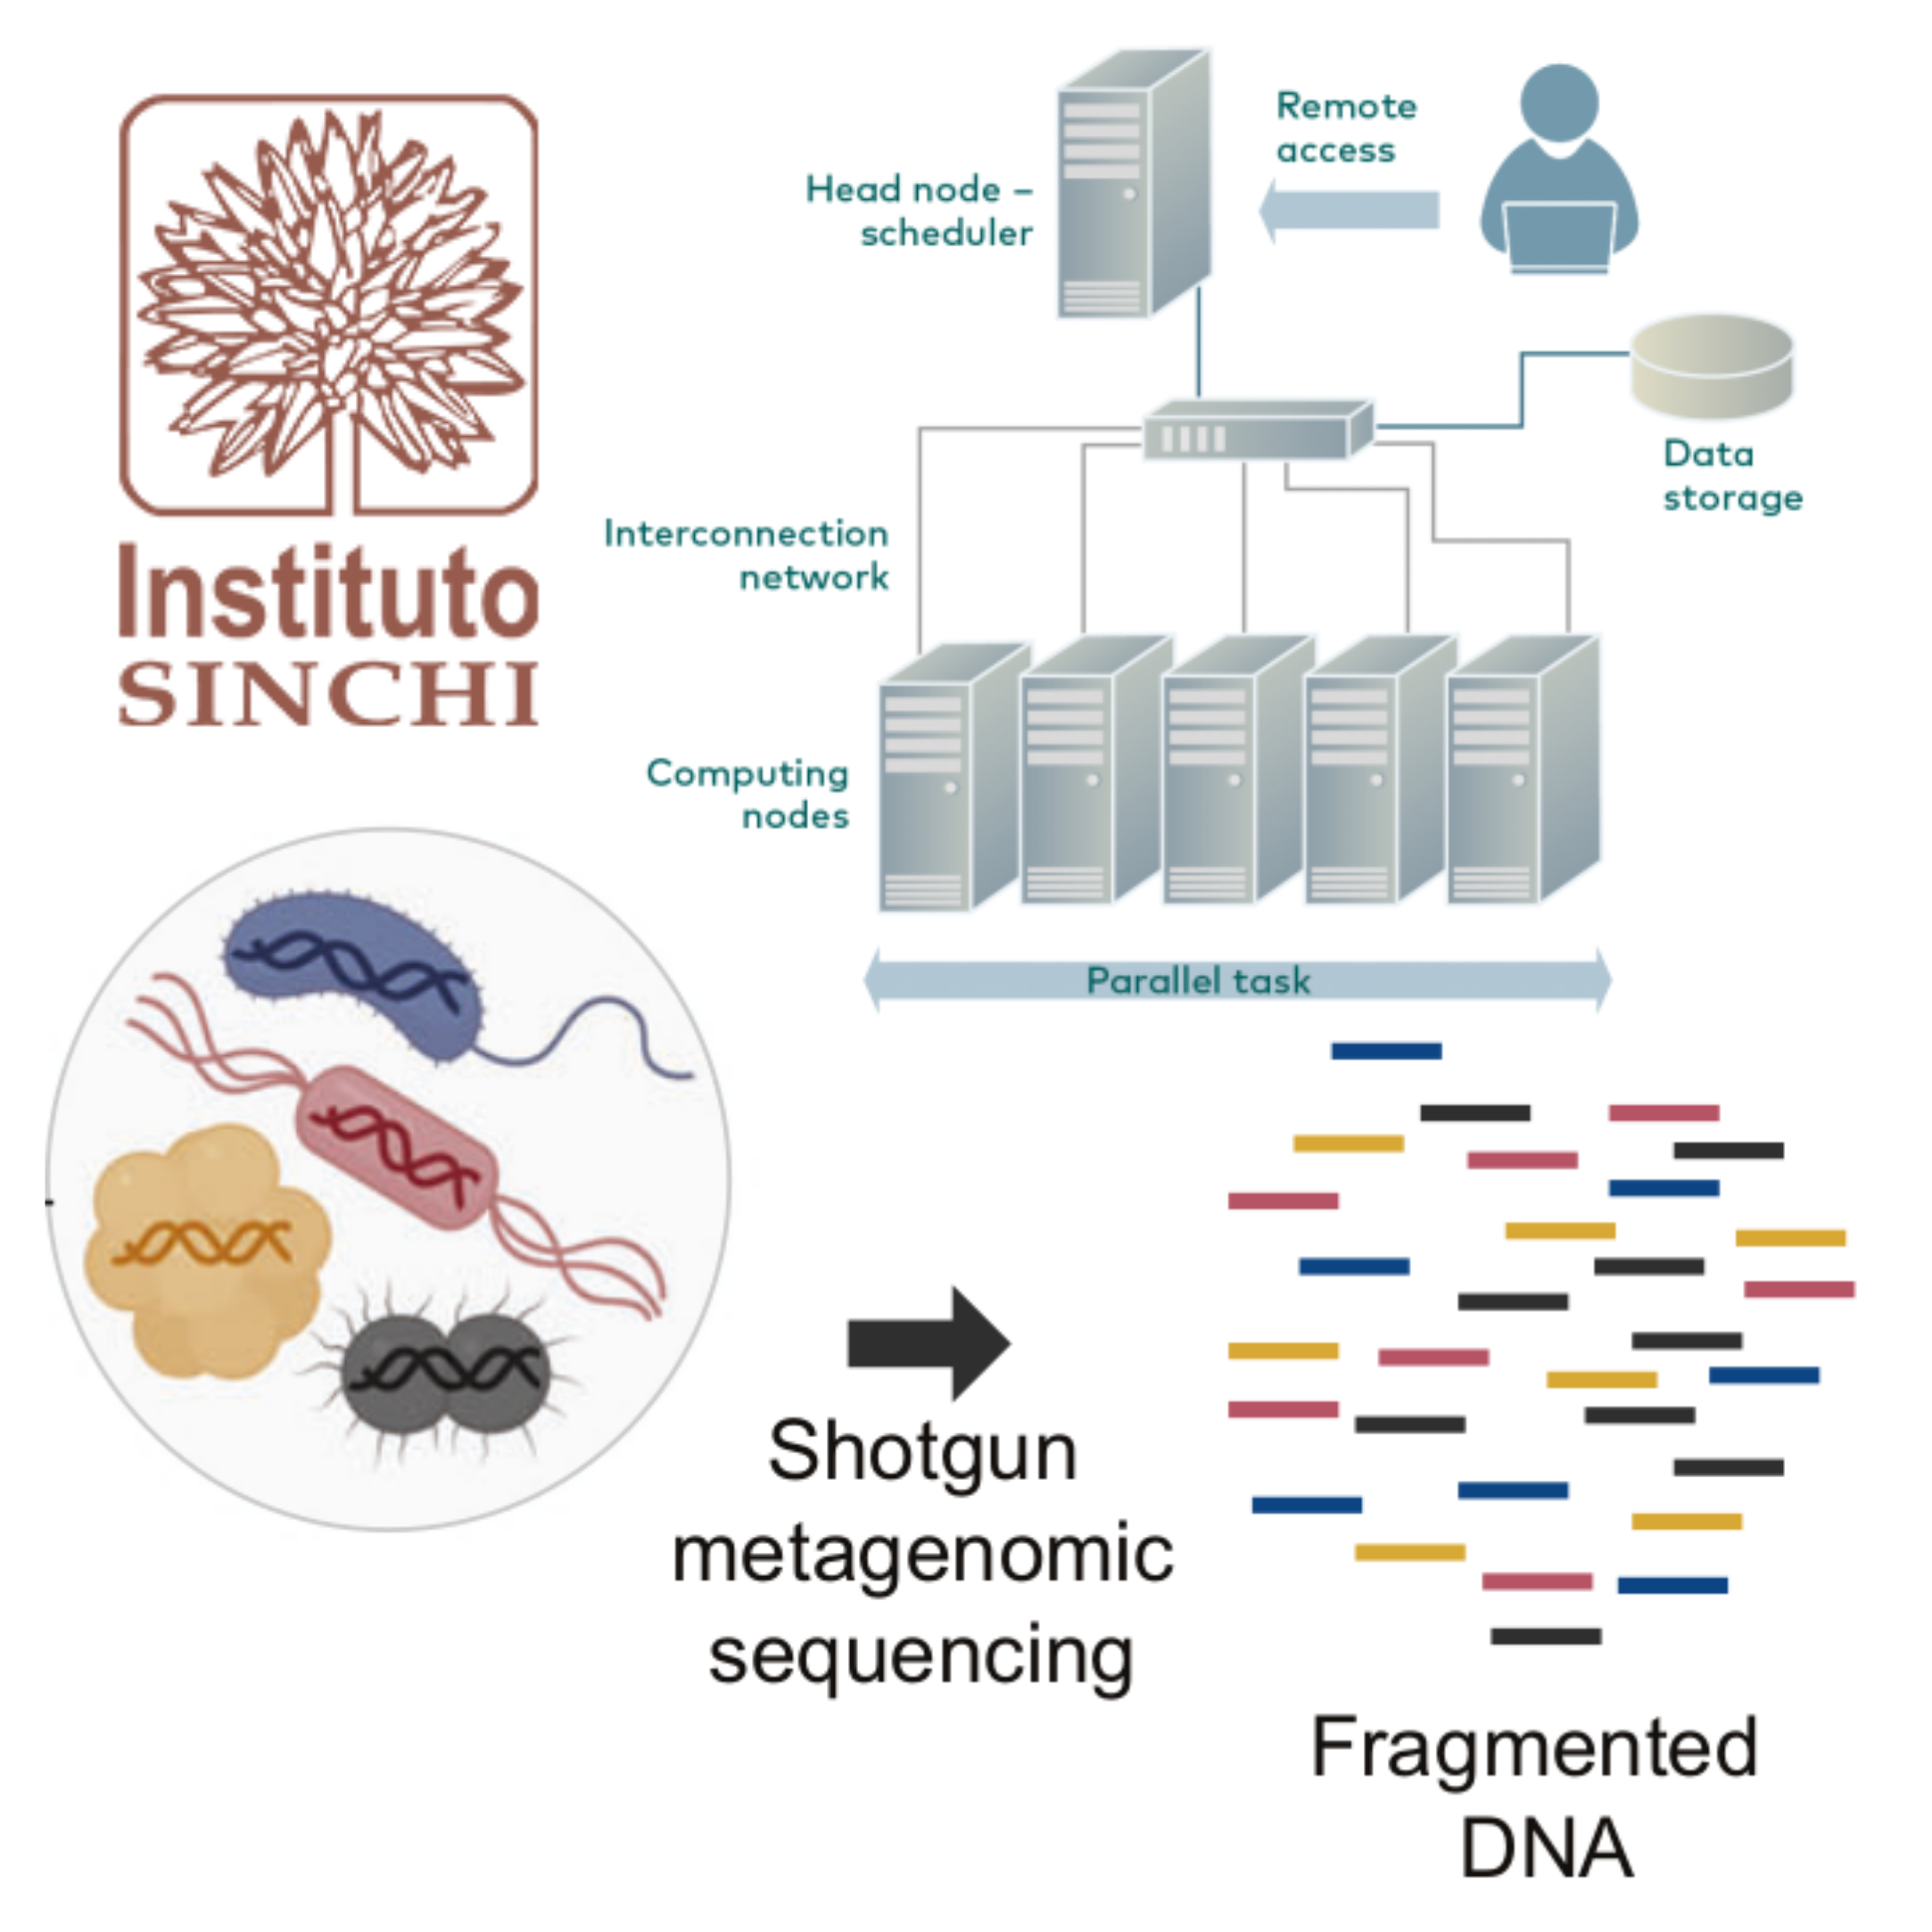 Instituto
SINCHI
Remote
access
Head node –
scheduler
Data
storage
Interconnection
network
Computing
nodes
Parallel task
Shotgun
metagenomic
sequencing
Fragmented
DNA